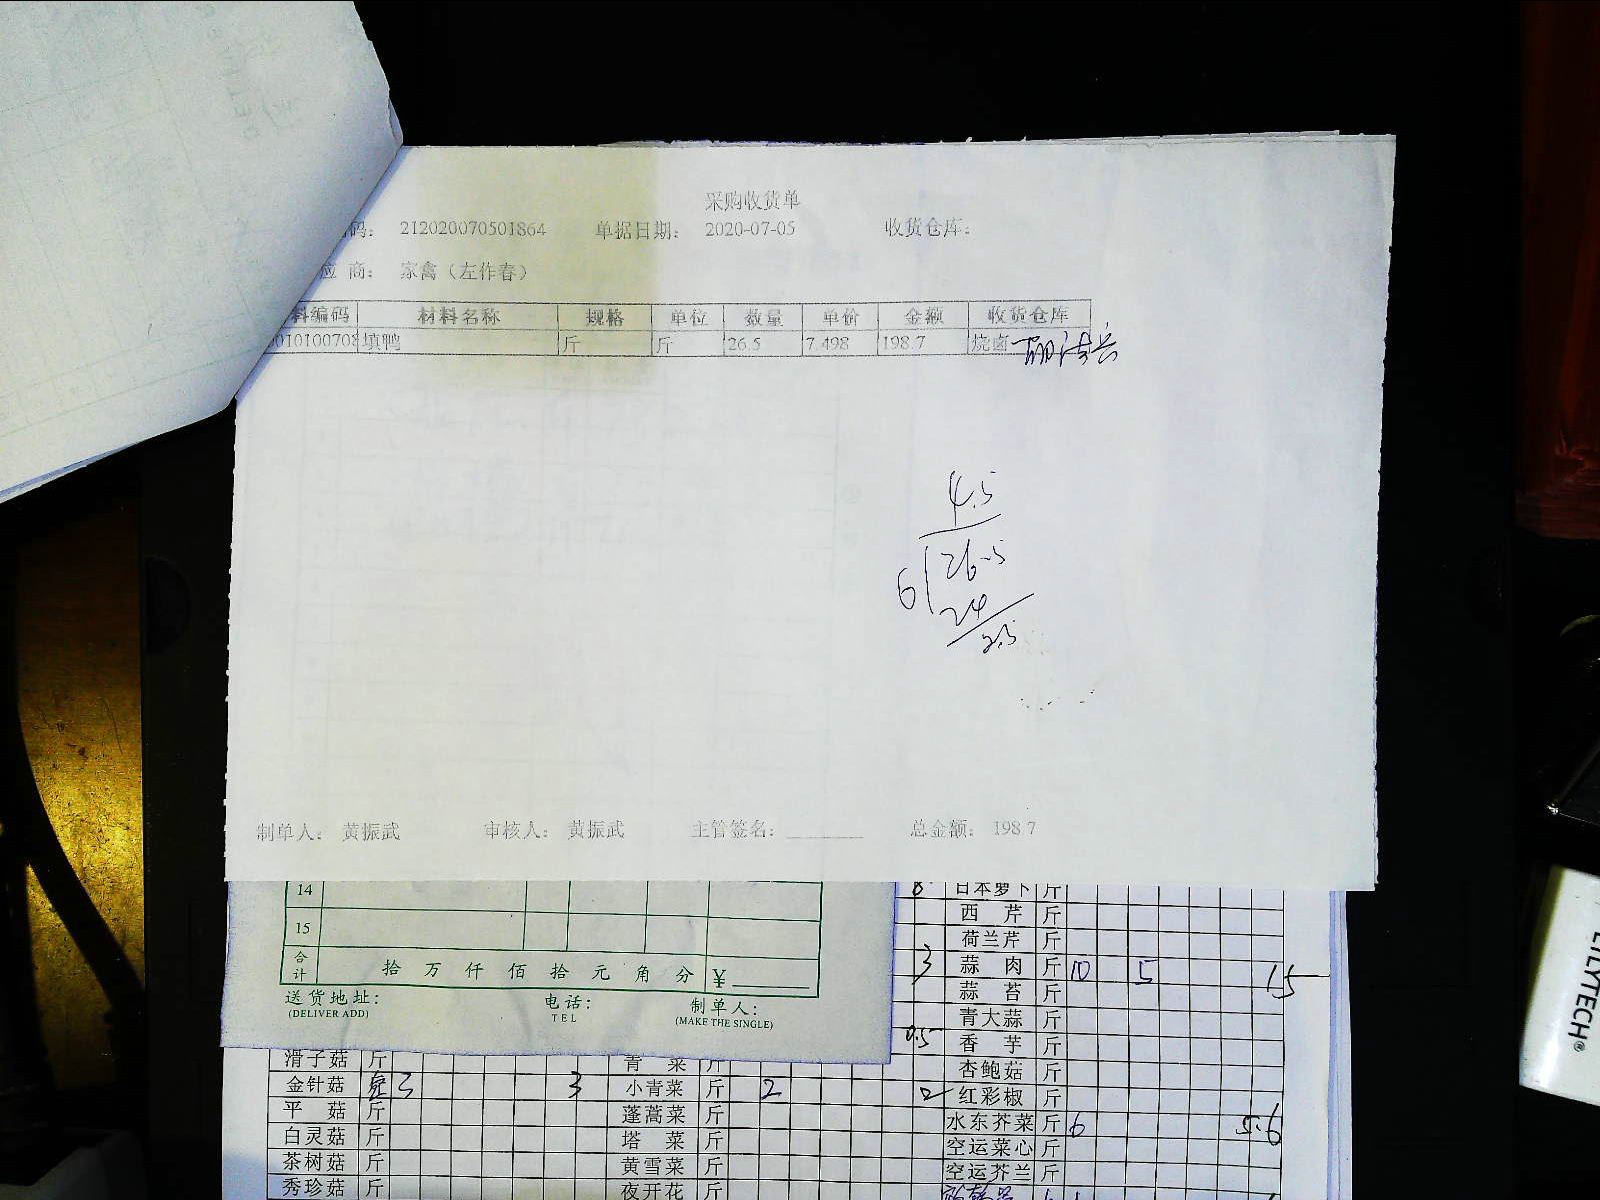 采购收货单
码： 212020070501864 单据日期： 2020-07-05 收货仓库：
应 商： 家禽（左作春）
料编码 材料名称 规格 单位 数量 单价 金额 收货仓库
010100708 填鸭 斤 斤 26.5 7.498 198.7 烧卤
4.5
6 26.5
24
2.5
制单人： 黄振武 审核人： 黄振武 主管签名： 总金额： 198.7
14
15
合计 拾 万 仟 佰 拾 元 角 分 ¥
送货地址：
(DELIVER ADD)
电话：
TEL
制单人：
(MAKE THE SINGLE)
8 日本萝卜 斤
西 芹 斤
荷兰芹 斤
3 蒜 肉 斤 10 5 15
蒜 苔 斤
青大蒜 斤
0.5 香 芋 斤
杏鲍菇 斤
滑子菇 斤 青 菜 斤
金针菇 3 3 小青菜 斤 2 2 红彩椒 斤
平 菇 斤 蓬蒿菜 斤 水东芥菜 斤 6 5.6
白灵菇 斤 塔 菜 斤 空运菜心 斤
茶树菇 斤 黄雪菜 斤 空运芥兰 斤
秀珍菇 斤 夜开花 斤
LILYTECH®